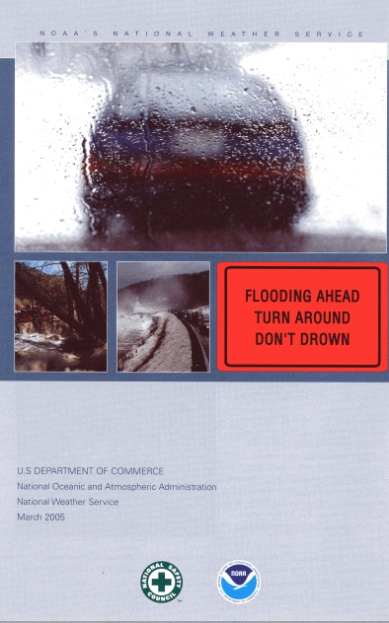 NOAA'S NATIONAL WEATHER SERVICE
FLOODING AHEAD
TURN AROUND
DON'T DROWN
U.S DEPARTMENT OF COMMERCE
National Oceanic and Atmospheric Administration
National Weather Service
March 2005
NATIONAL SAFETY
COUNCIL
NOAA